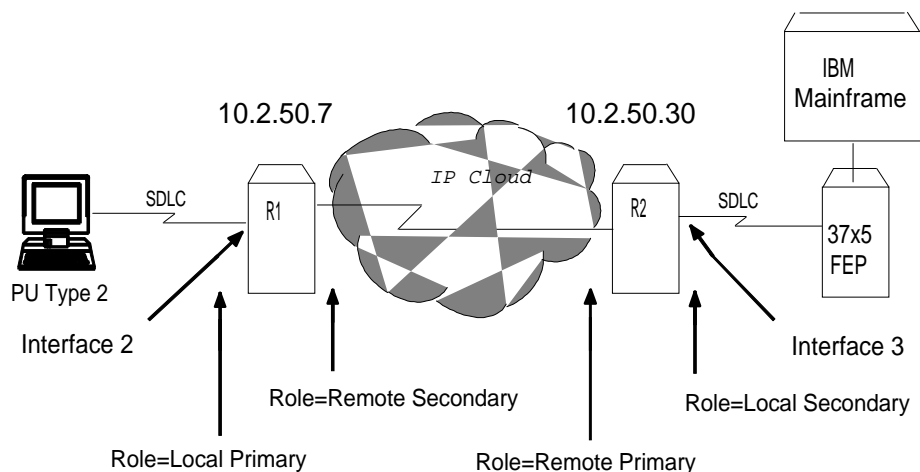 IBM
Mainframe
10.2.50.7
10.2.50.30
IP Cloud
SDLC
R1
R2
SDLC
37x5
FEP
PU Type 2
Interface 2
Interface 3
Role=Remote Secondary
Role=Local Secondary
Role=Local Primary
Role=Remote Primary